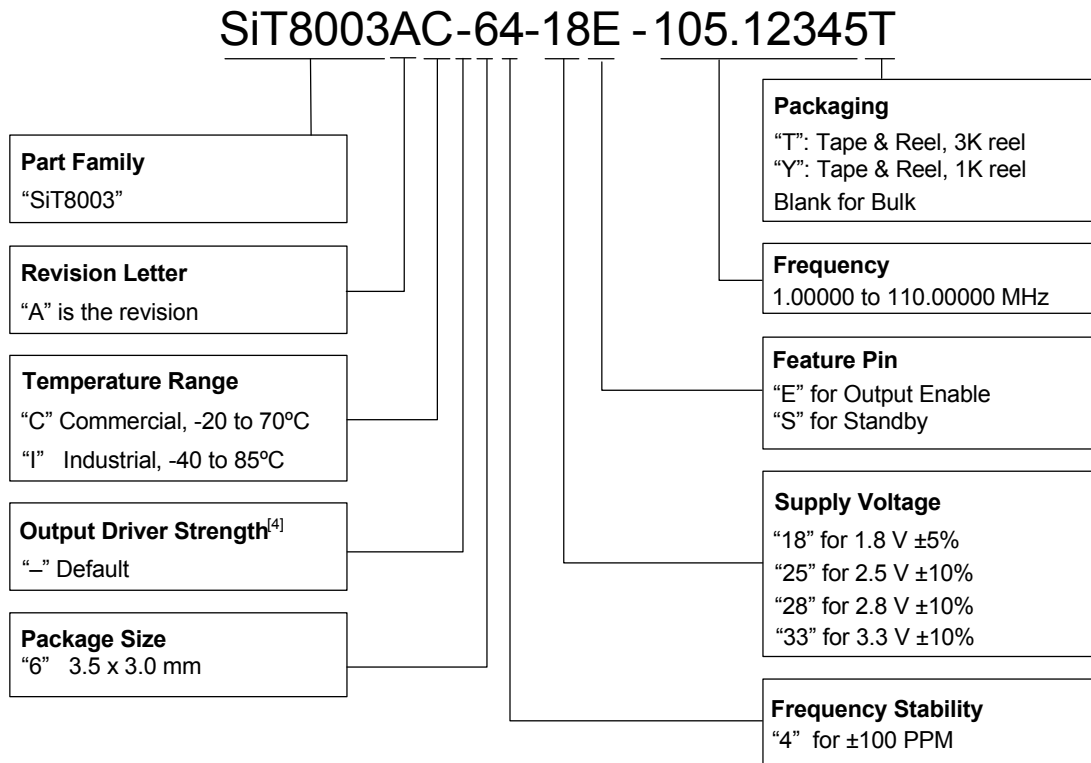 SiT8003AC-64-18E - 105.12345T
Part Family
“SiT8003”
Revision Letter
“A” is the revision
Temperature Range
“C” Commercial, -20 to 70ºC
“I” Industrial, -40 to 85ºC
Output Driver Strength[4]
“–” Default
Package Size
“6” 3.5 x 3.0 mm
Packaging
“T”: Tape & Reel, 3K reel
“Y”: Tape & Reel, 1K reel
Blank for Bulk
Frequency
1.00000 to 110.00000 MHz
Feature Pin
“E” for Output Enable
“S” for Standby
Supply Voltage
“18” for 1.8 V ±5%
“25” for 2.5 V ±10%
“28” for 2.8 V ±10%
“33” for 3.3 V ±10%
Frequency Stability
“4” for ±100 PPM